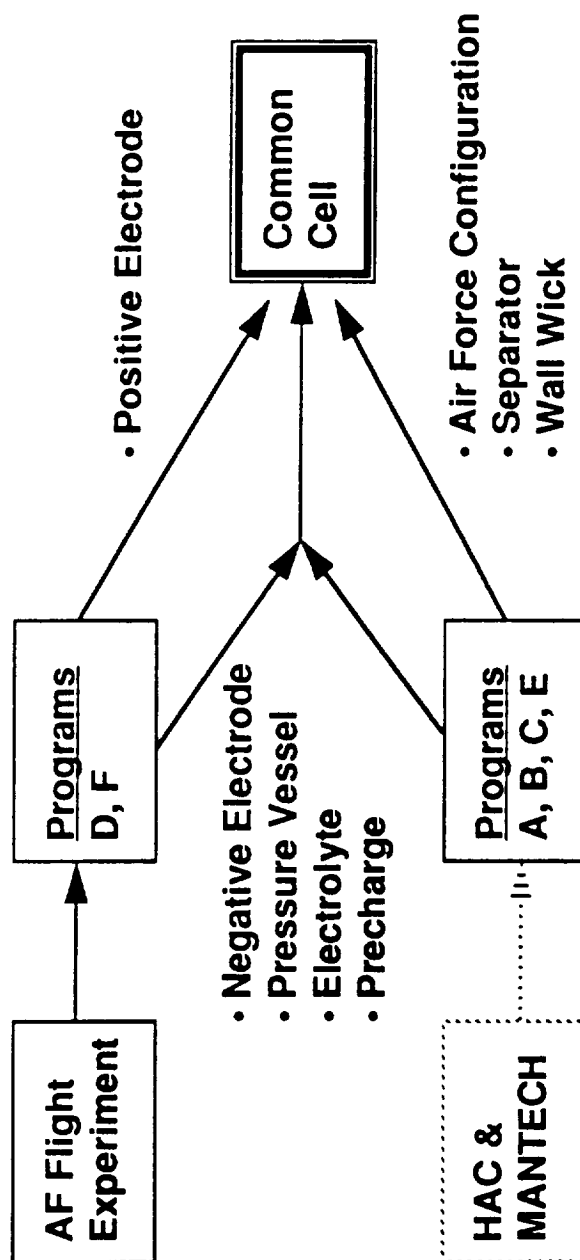 AF Flight
Experiment
Programs
D, F
• Positive Electrode
• Negative Electrode
• Pressure Vessel
• Electrolyte
• Precharge
Common
Cell
HAC &
MANTECH
Programs
A, B, C, E
• Air Force Configuration
• Separator
• Wall Wick